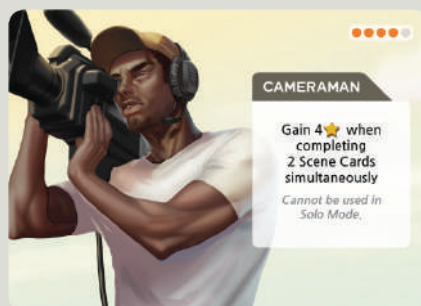 CAMERAMAN
Gain 4⭐ when
completing
2 Scene Cards
simultaneously
Cannot be used in
Solo Mode.